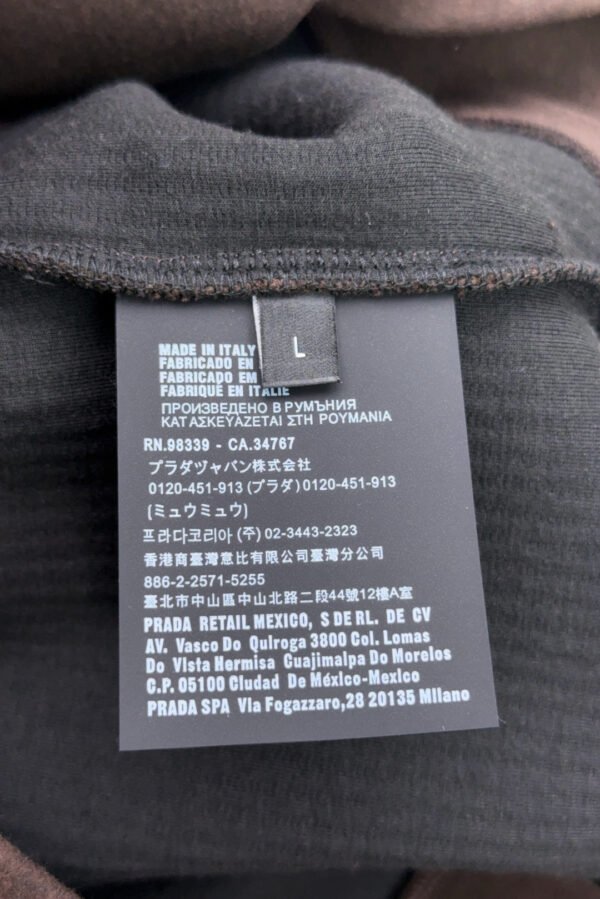 L
MADE IN ITALY
FABRICADO EN
FABRICADO EM
FABRIQUÉ EN ITALIE
ПРОИЗВЕДЕНО В РУМЪНИЯ
ΚΑΤΑΣΚΕΥΑΖΕΤΑΙ ΣΤΗ ΡΟΥΜΑΝΙΑ
RN.98339 - CA.34767
プラダヅャバン株式会社
0120-451-913 (プラダ) 0120-451-913
(ミュウミュウ)
프라다코리아 (주) 02-3443-2323
香港商臺灣意比有限公司臺灣分公司
886-2-2571-5255
臺北市中山區中山北路二段44號12樓A室
PRADA RETAIL MEXICO, S DE RL. DE CV
AV. Vasco Do Quiroga 3800 Col. Lomas
Do Vista Hermisa Cuajimalpa Do Morelos
C.P. 05100 Ciudad De México-Mexico
PRADA SPA Via Fogazzaro,28 20135 Milano